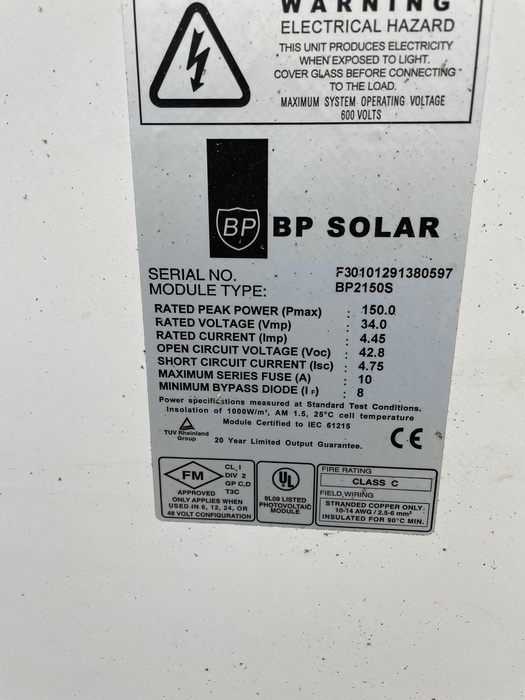 WARNING
ELECTRICAL HAZARD
THIS UNIT PRODUCES ELECTRICITY
WHEN EXPOSED TO LIGHT.
COVER GLASS BEFORE CONNECTING
TO THE LOAD.
MAXIMUM SYSTEM OPERATING VOLTAGE
600 VOLTS
BP BP SOLAR
SERIAL NO. F30101291380597
MODULE TYPE: BP2150S
RATED PEAK POWER (Pmax) : 150.0
RATED VOLTAGE (Vmp) : 34.0
RATED CURRENT (Imp) : 4.45
OPEN CIRCUIT VOLTAGE (Voc) : 42.8
SHORT CIRCUIT CURRENT (Isc) : 4.75
MAXIMUM SERIES FUSE (A) : 10
MINIMUM BYPASS DIODE (IF) : 8
Power specifications measured at Standard Test Conditions.
Insolation of 1000W/m², AM 1.5, 25°C cell temperature
Module Certified to IEC 61215
TUV Rheinland
Group
20 Year Limited Output Guarantee.
CE
FM
CL I
DIV 2
GP C,D
T3C
APPROVED
ONLY APPLIES WHEN
USED IN 6, 12, 24, OR
48 VOLT CONFIGURATION
UL
9L09 LISTED
PHOTOVOLTAIC
MODULE
FIRE RATING
CLASS C
FIELD WIRING
STRANDED COPPER ONLY
10-14 AWG / 2.5-6 mm²
INSULATED FOR 90°C MIN.